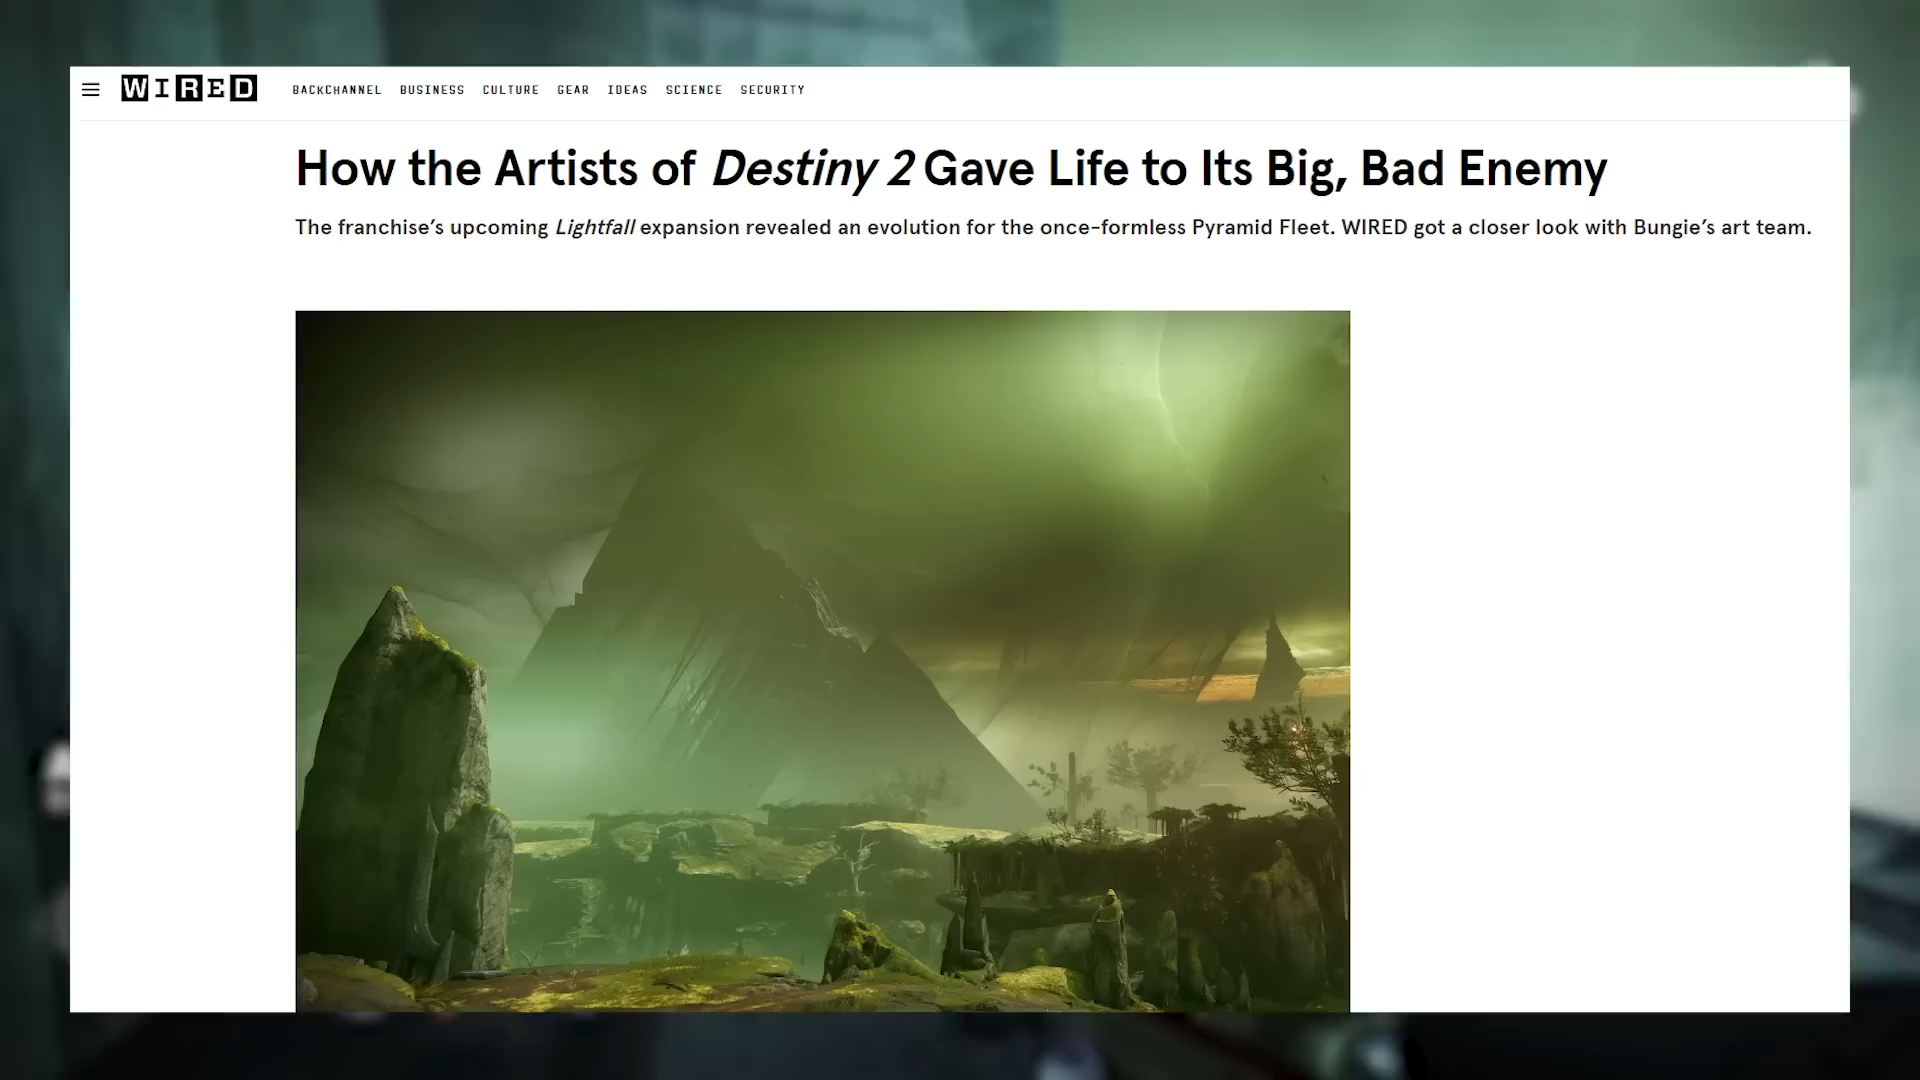 WIRED
BACKCHANNEL BUSINESS CULTURE GEAR IDEAS SCIENCE SECURITY
How the Artists of Destiny 2 Gave Life to Its Big, Bad Enemy
The franchise’s upcoming Lightfall expansion revealed an evolution for the once-formless Pyramid Fleet. WIRED got a closer look with Bungie’s art team.